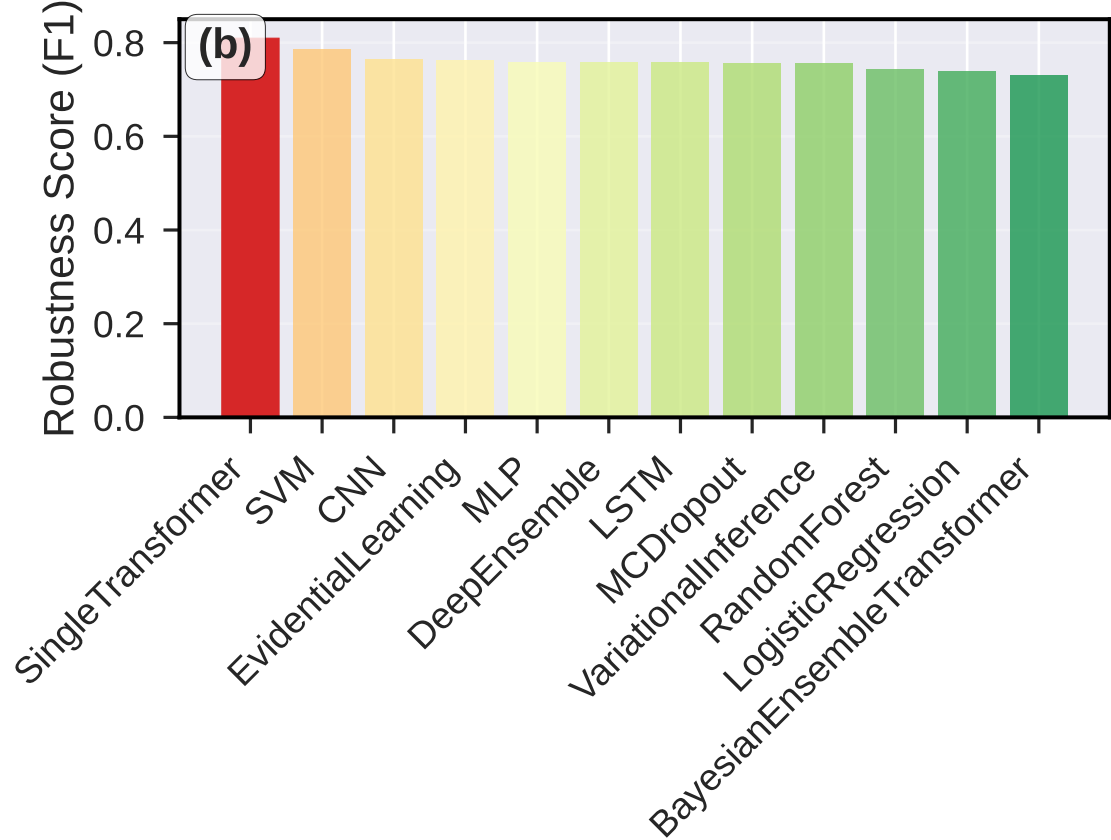 (b)
Robustness Score (F1)
0.8
0.6
0.4
0.2
0.0
SingleTransformer
SVM
CNN
EvidentialLearning
MLP
DeepEnsemble
LSTM
MCDropout
VariationalInference
RandomForest
LogisticRegression
BayesianEnsembleTransformer